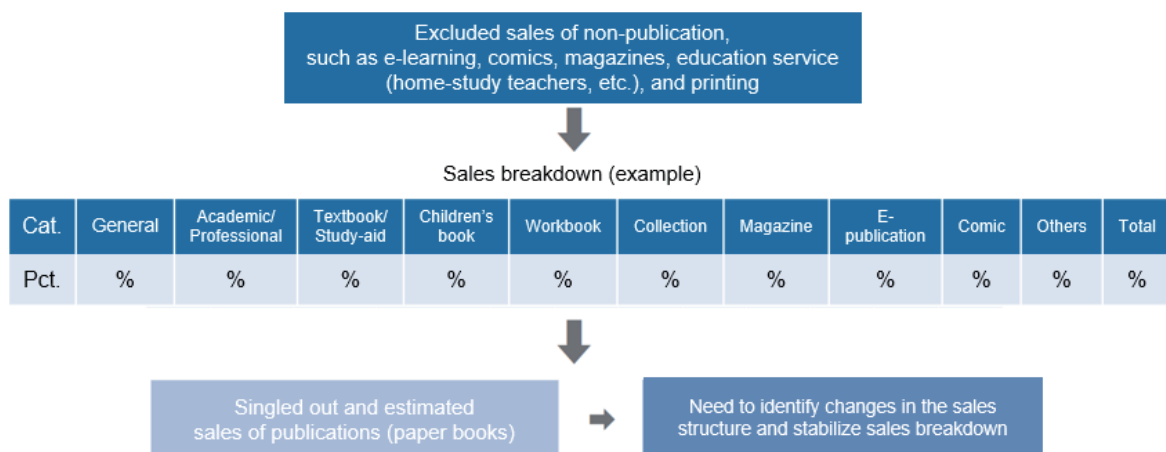 Excluded sales of non-publication,
such as e-learning, comics, magazines, education service
(home-study teachers, etc.), and printing
Sales breakdown (example)
Cat. General Academic/ Professional Textbook/ Study-aid Children's book Workbook Collection Magazine E-publication Comic Others Total
Pct. % % % % % % % % % % %
Singled out and estimated
sales of publications (paper books)
Need to identify changes in the sales
structure and stabilize sales breakdown